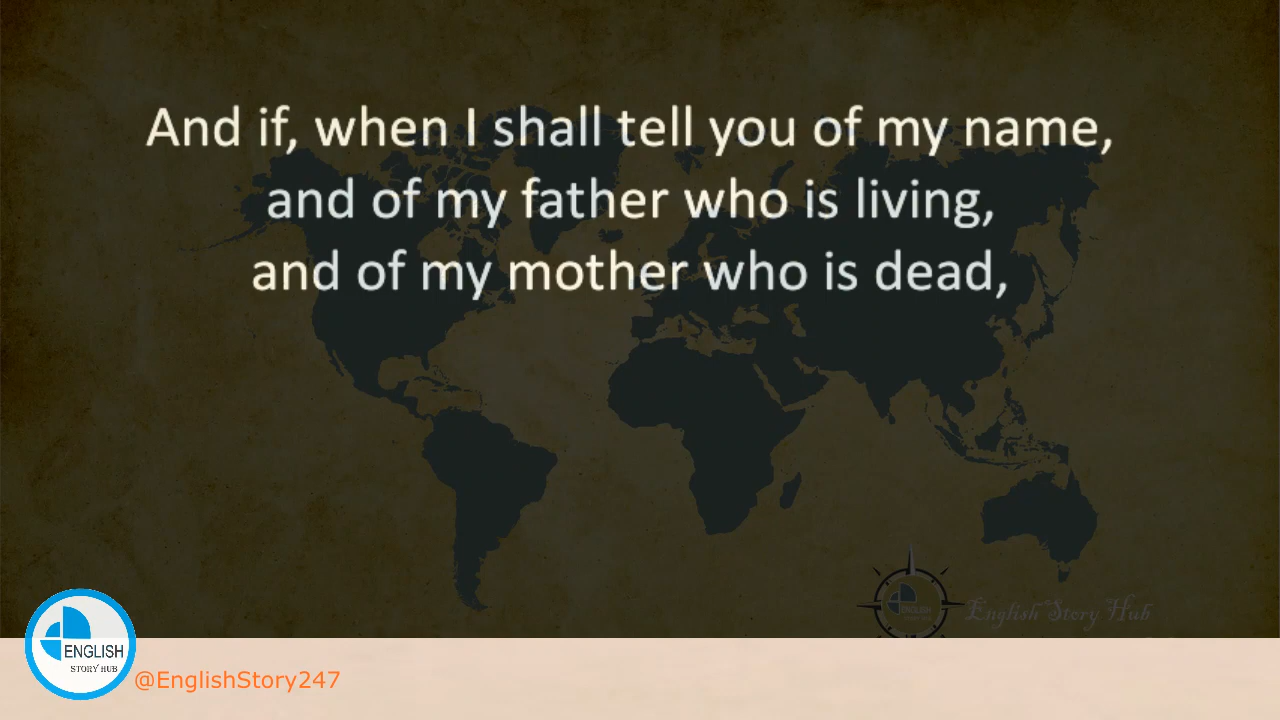 And if, when I shall tell you of my name,
and of my father who is living,
and of my mother who is dead,
English Story Hub
ENGLISH
STORY HUB
@EnglishStory247